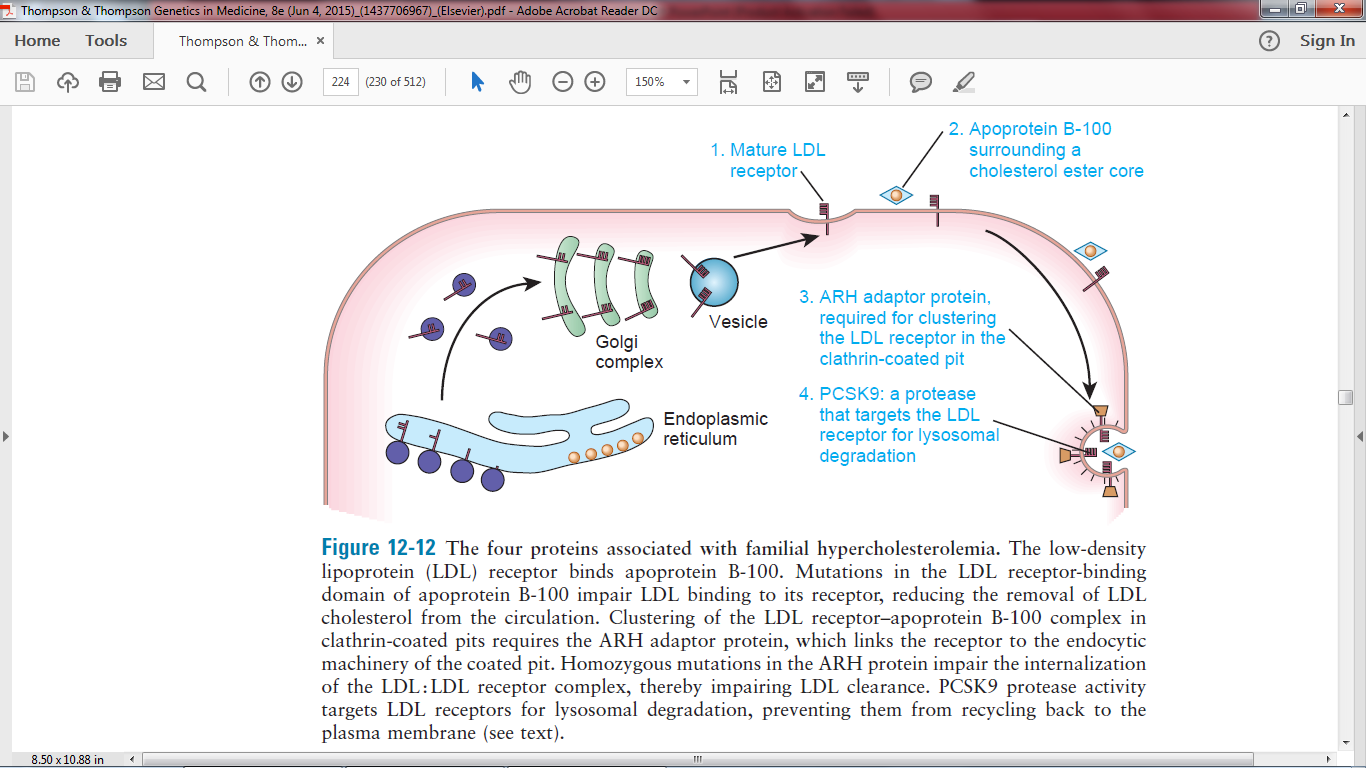 Thompson & Thompson Genetics in Medicine, 8e (Jun 4, 2015)_(1437706967)_(Elsevier).pdf - Adobe Acrobat Reader DC
Home Tools Thompson & Thom... × ? Sign In
224 (230 of 512) 150%
1. Mature LDL
receptor
2. Apoprotein B-100
surrounding a
cholesterol ester core
3. ARH adaptor protein,
required for clustering
the LDL receptor in the
clathrin-coated pit
Vesicle
Golgi
complex
4. PCSK9: a protease
that targets the LDL
receptor for lysosomal
degradation
Endoplasmic
reticulum
Figure 12-12 The four proteins associated with familial hypercholesterolemia. The low-density
lipoprotein (LDL) receptor binds apoprotein B-100. Mutations in the LDL receptor-binding
domain of apoprotein B-100 impair LDL binding to its receptor, reducing the removal of LDL
cholesterol from the circulation. Clustering of the LDL receptor–apoprotein B-100 complex in
clathrin-coated pits requires the ARH adaptor protein, which links the receptor to the endocytic
machinery of the coated pit. Homozygous mutations in the ARH protein impair the internalization
of the LDL:LDL receptor complex, thereby impairing LDL clearance. PCSK9 protease activity
targets LDL receptors for lysosomal degradation, preventing them from recycling back to the
plasma membrane (see text).
8.50 x 10.88 in